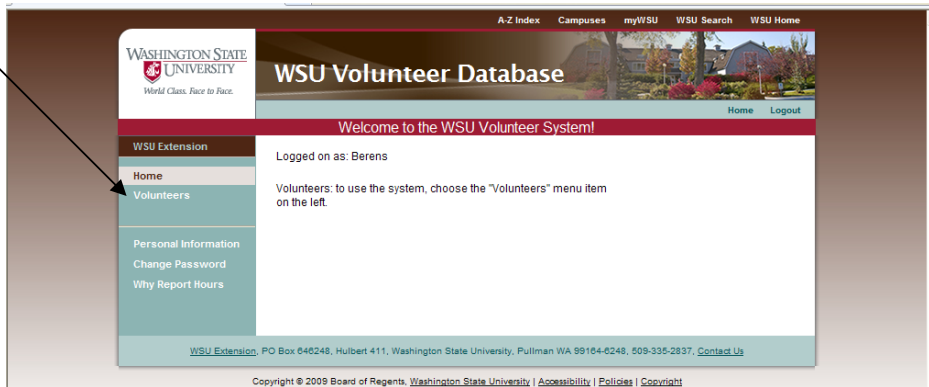 A-Z Index Campuses myWSU WSU Search WSU Home
WASHINGTON STATE
UNIVERSITY
World Class. Face to Face.
WSU Volunteer Database
Home Logout
Welcome to the WSU Volunteer System!
WSU Extension
Home
Volunteers
Personal Information
Change Password
Why Report Hours
Logged on as: Berens
Volunteers: to use the system, choose the "Volunteers" menu item
on the left.
WSU Extension, PO Box 646248, Hulbert 411, Washington State University, Pullman WA 99164-6248, 509-335-2837, Contact Us
Copyright © 2009 Board of Regents, Washington State University | Accessibility | Policies | Copyright